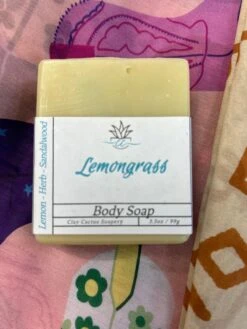 Lemon - Herb - Sandalwood
Lemongrass
Body Soap
Clay Cactus Soapery 3.5oz / 99g